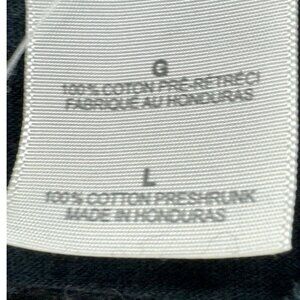 G
100% COTON PRÉ-RÉTRÉCI
FABRIQUÉ AU HONDURAS
L
100% COTTON PRESHRUNK
MADE IN HONDURAS